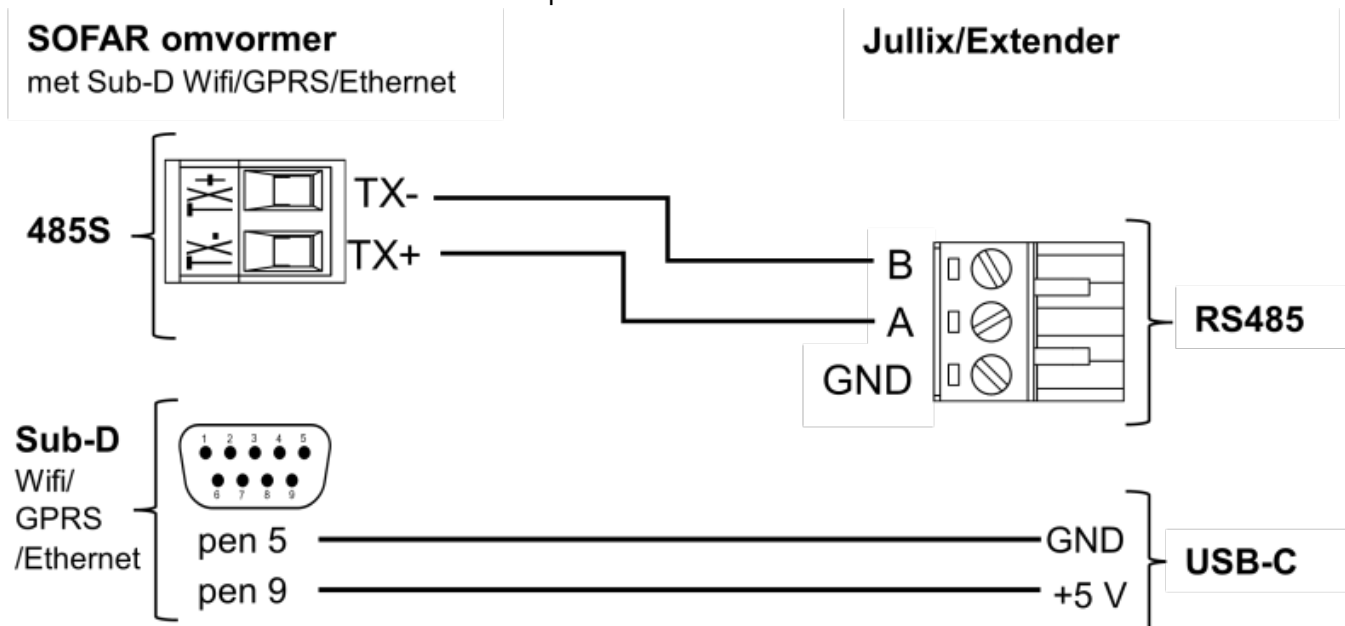 SOFAR omvormer
met Sub-D Wifi/GPRS/Ethernet
Jullix/Extender
485S
TX+
TX-
TX-
TX+
B
A
GND
RS485
Sub-D
Wifi/
GPRS
/Ethernet
1 2 3 4 5
6 7 8 9
pen 5
pen 9
GND
+5 V
USB-C